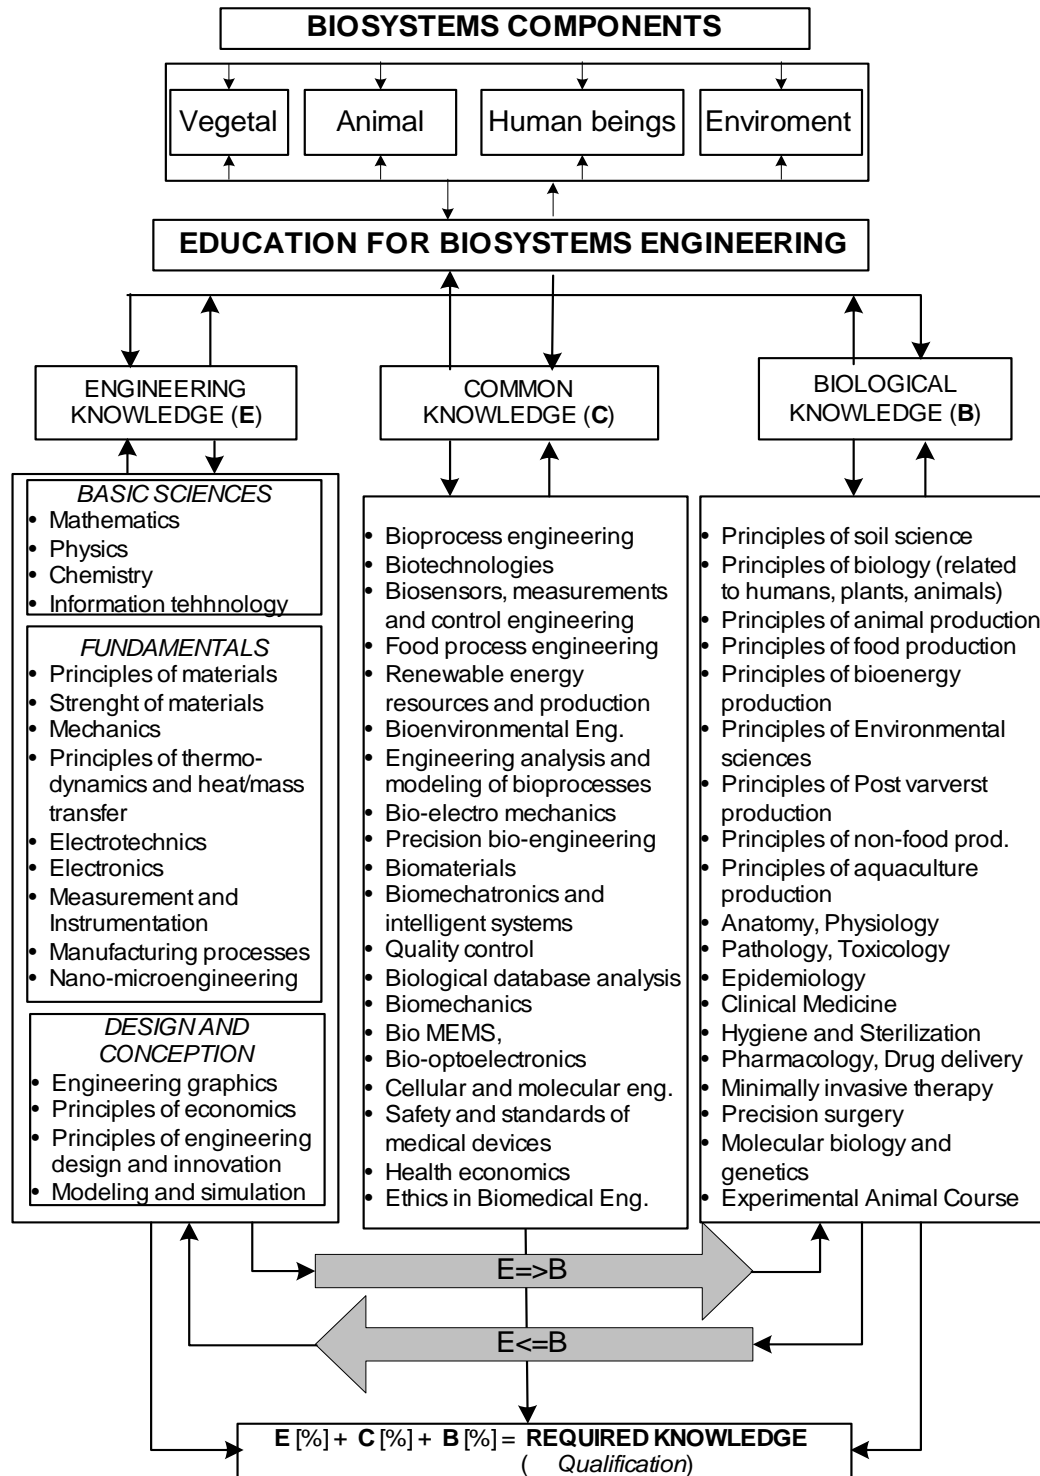 BIOSYSTEMS COMPONENTS
Vegetal
Animal
Human beings
Enviroment
EDUCATION FOR BIOSYSTEMS ENGINEERING
ENGINEERING
KNOWLEDGE (E)
COMMON
KNOWLEDGE (C)
BIOLOGICAL
KNOWLEDGE (B)
BASIC SCIENCES
• Mathematics
• Physics
• Chemistry
• Information tehhnology
FUNDAMENTALS
• Principles of materials
• Strenght of materials
• Mechanics
• Principles of thermo-
dynamics and heat/mass
transfer
• Electrotechnics
• Electronics
• Measurement and
Instrumentation
• Manufacturing processes
• Nano-microengineering
DESIGN AND
CONCEPTION
• Engineering graphics
• Principles of economics
• Principles of engineering
design and innovation
• Modeling and simulation
• Bioprocess engineering
• Biotechnologies
• Biosensors, measurements
and control engineering
• Food process engineering
• Renewable energy
resources and production
• Bioenvironmental Eng.
• Engineering analysis and
modeling of bioprocesses
• Bio-electro mechanics
• Precision bio-engineering
• Biomaterials
• Biomechatronics and
intelligent systems
• Quality control
• Biological database analysis
• Biomechanics
• Bio MEMS,
• Bio-optoelectronics
• Cellular and molecular eng.
• Safety and standards of
medical devices
• Health economics
• Ethics in Biomedical Eng.
• Principles of soil science
• Principles of biology (related
to humans, plants, animals)
• Principles of animal production
• Principles of food production
• Principles of bioenergy
production
• Principles of Environmental
sciences
• Principles of Post varverst
production
• Principles of non-food prod.
• Principles of aquaculture
production
• Anatomy, Physiology
• Pathology, Toxicology
• Epidemiology
• Clinical Medicine
• Hygiene and Sterilization
• Pharmacology, Drug delivery
• Minimally invasive therapy
• Precision surgery
• Molecular biology and
genetics
• Experimental Animal Course
E=>B
E<=B
E [%] + C [%] + B [%] = REQUIRED KNOWLEDGE
( Qualification)